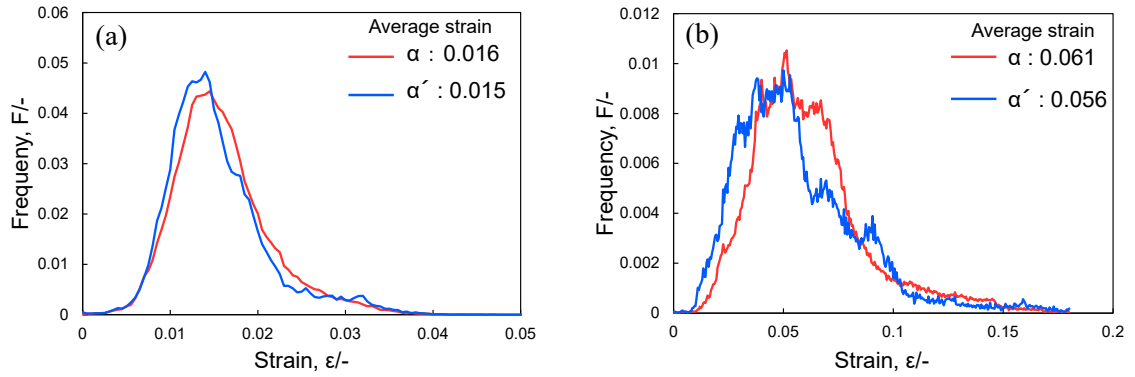 (a)
Average strain
α : 0.016
α´ : 0.015
0.06
0.05
0.04
0.03
0.02
0.01
0
Frequeny, F/-
0 0.01 0.02 0.03 0.04 0.05
Strain, ε/-
(b)
Average strain
α : 0.061
α´ : 0.056
0.012
0.01
0.008
0.006
0.004
0.002
0
Frequency, F/-
0 0.05 0.1 0.15 0.2
Strain, ε/-